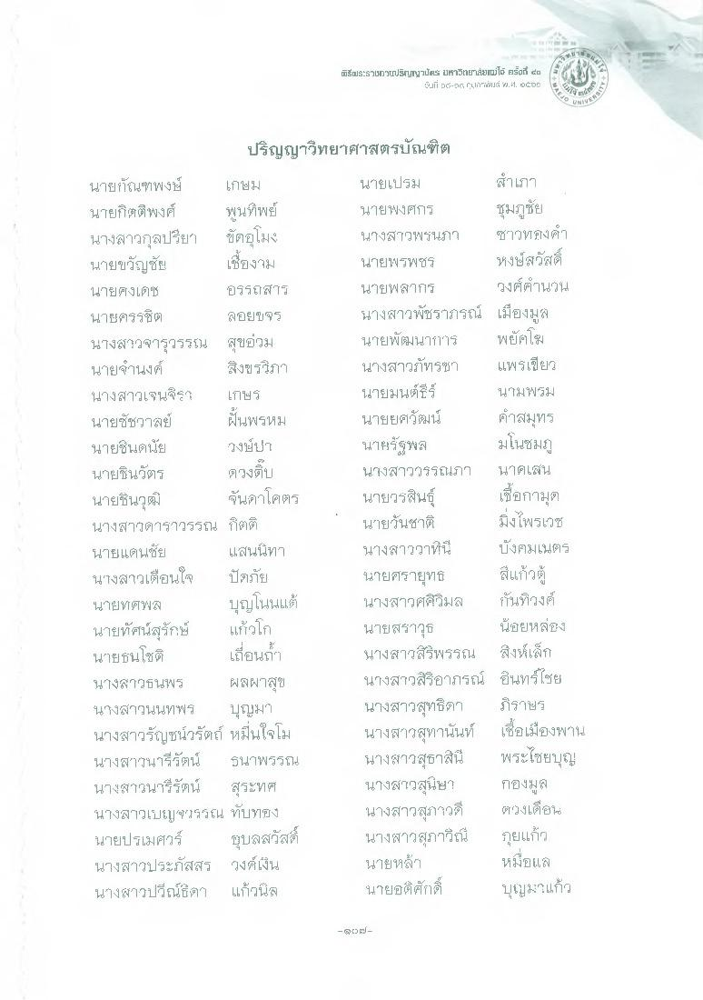 พิธีพระราชทานปริญญาบัตร มหาวิทยาลัยแม่โจ้ ครั้งที่
มหาวิทยาลัยแม่โจ้
MAEJO UNIVERSITY
ปริญญาวิทยาศาสตรบัณฑิต
นายกัณฑพงษ์ เกษม
นายกิตติพงศ์ พูนทิพย์
นางสาวกุลปรียา ขัดอุโมง
นายขวัญชัย เชื้องาม
นายคงเดช อรรถสาร
นายครรชิต ลอยขจร
นางสาวจารุวรรณ สุขอ่วม
นายจำนงค์ สิงขรวิภา
นางสาวเจนจิรา เกษร
นายชัชวาลย์ ฝั้นพรหม
นายชินดนัย วงษ์ปา
นายชินวัตร ดวงติ๊บ
นายชินวุฒิ จันดาโคตร
นางสาวดาราวรรณ กิตติ
นายแดนชัย แสนนิทา
นางสาวเตือนใจ ปัดภัย
นายทศพล บุญโนนแต้
นายทัศน์สุรักษ์ แก้วโก
นายธนโชติ เถื่อนถ้ำ
นางสาวธนพร ผลผาสุข
นางสาวนนทพร บุญมา
นางสาวรัญชน์วรัตถ์ หมื่นใจโม
นางสาวนารีรัตน์ ธนาพรรณ
นางสาวนารีรัตน์ สุระทศ
นางสาวเบญจวรรณ ทับทอง
นายปรเมศวร์ อุบลสวัสดิ์
นางสาวประภัสสร วงค์เงิน
นางสาวปวีณ์ธิดา แก้วนิล
นายเปรม สำเภา
นายพงศกร ชุมภูชัย
นางสาวพรนภา ชาวทองคำ
นายพรพชร หงษ์สวัสดิ์
นายพลากร วงศ์คำนวน
นางสาวพัชราภรณ์ เมืองมูล
นายพัฒนาการ พยัคโฆ
นางสาวภัทรชา แพรเขียว
นายมนต์ธีร์ นามพรม
นายยศวัฒน์ คำสมุทร
นายรัฐพล มโนชมภู
นางสาววรรณภา นาคเสน
นายวรสินธุ์ เชื้อกามุด
นายวันชาติ มิ่งไพรเวช
นางสาววาทินี บังคมเนตร
นายศรายุทธ สีแก้วตู้
นางสาวศศิวิมล กันทิวงค์
นายสราวุธ น้อยหล่อง
นางสาวสิริพรรณ สิงห์เล็ก
นางสาวสิริอาภรณ์ อินทร์ไชย
นางสาวสุทธิดา ภิราษร
นางสาวสุทานันท์ เชื้อเมืองพาน
นางสาวสุธาสินี พระไชยบุญ
นางสาวสุนิษา กองมูล
นางสาวสุภาวดี ดวงเดือน
นางสาวสุภาวิณี กุยแก้ว
นายหล้า หมื่อแล
นายอดิศักดิ์ บุญมาแก้ว
-๑๐๗-